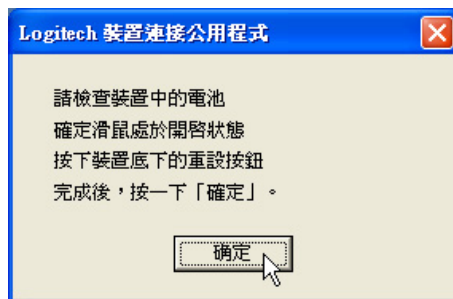 Logitech 裝置連接公用程式
請檢查裝置中的電池
確定滑鼠處於開啓狀態
按下裝置底下的重設按鈕
完成後，按一下「確定」。
确定